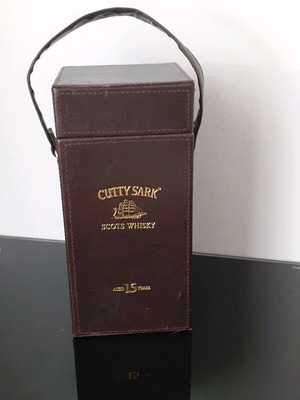 CUTTY SARK
SCOTS WHISKY
AGED 15 YEARS